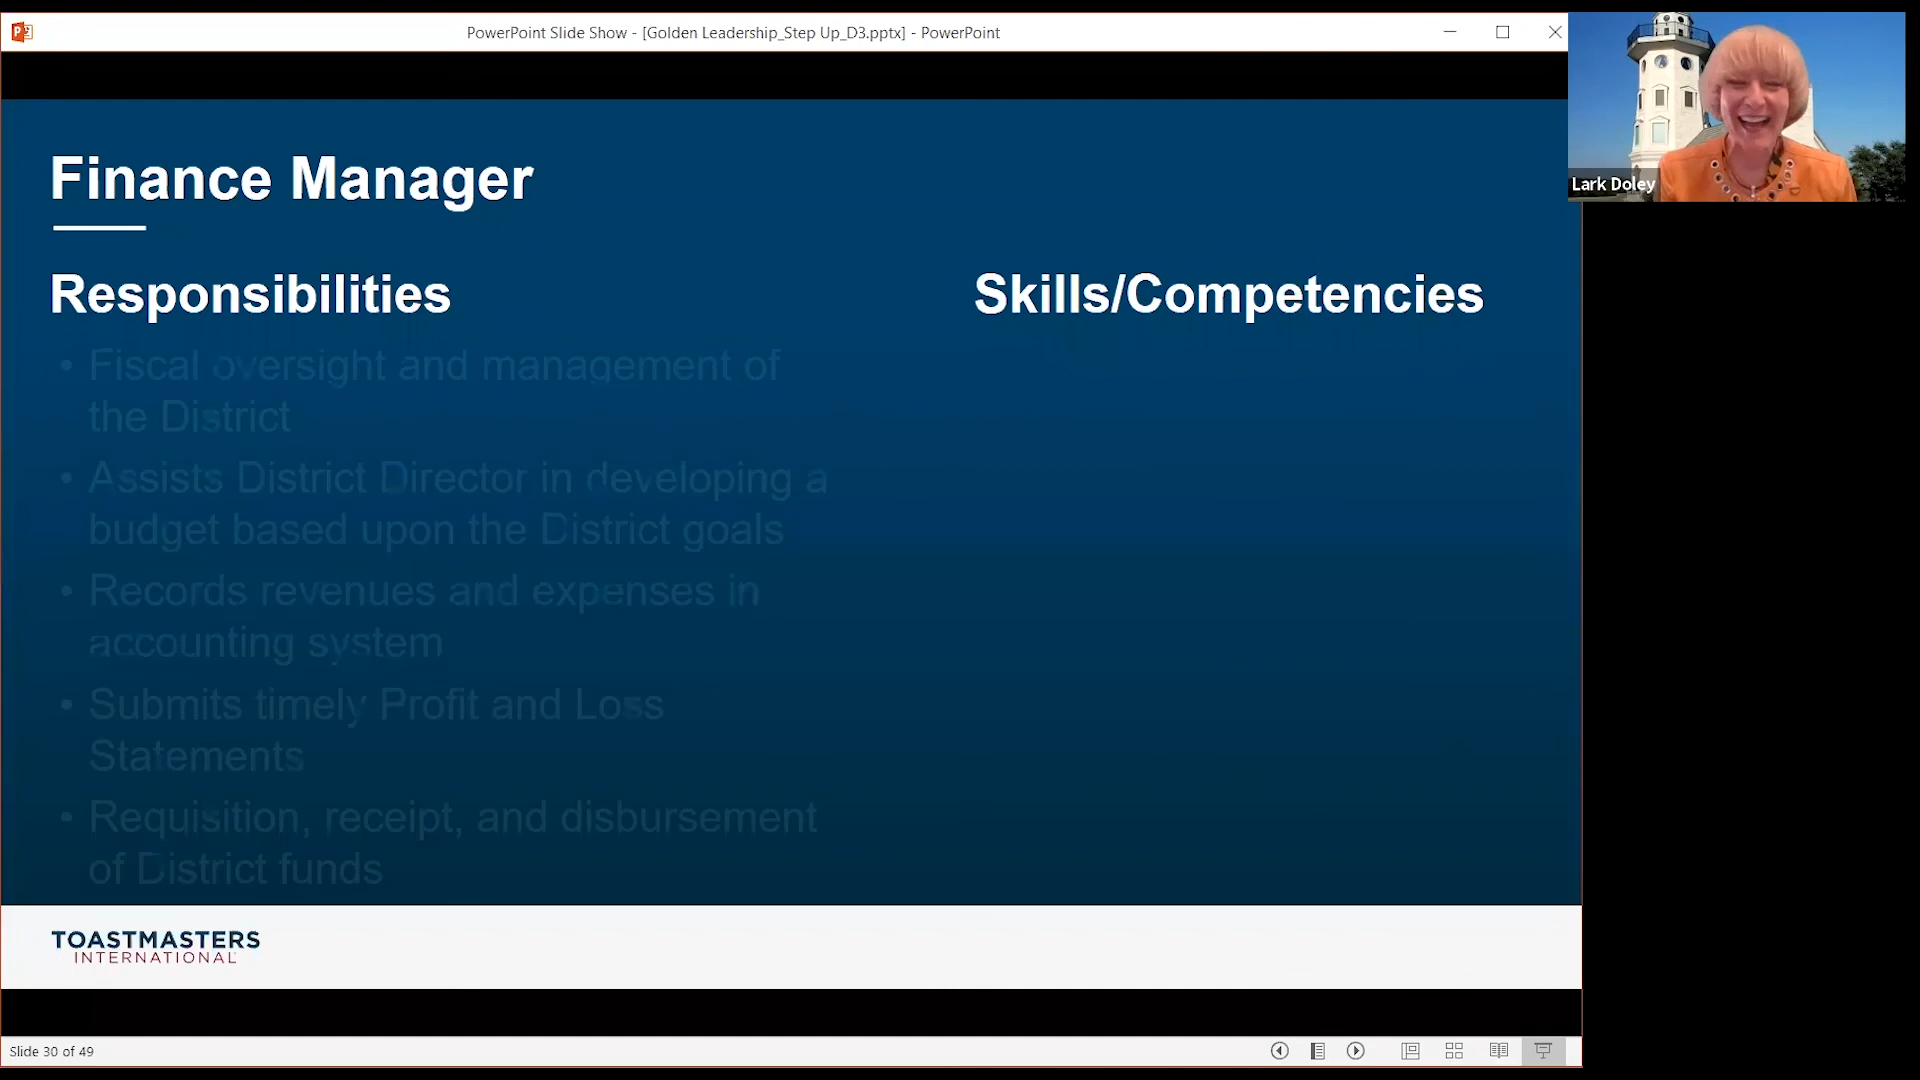 PowerPoint Slide Show - [Golden Leadership_Step Up_D3.pptx] - PowerPoint
Lark Doley
Finance Manager
Responsibilities
• Fiscal oversight and management of
the District
• Assists District Director in developing a
budget based upon the District goals
• Records revenues and expenses in
accounting system
• Submits timely Profit and Loss
Statements
• Requisition, receipt, and disbursement
of District funds
Skills/Competencies
TOASTMASTERS
INTERNATIONAL
Slide 30 of 49